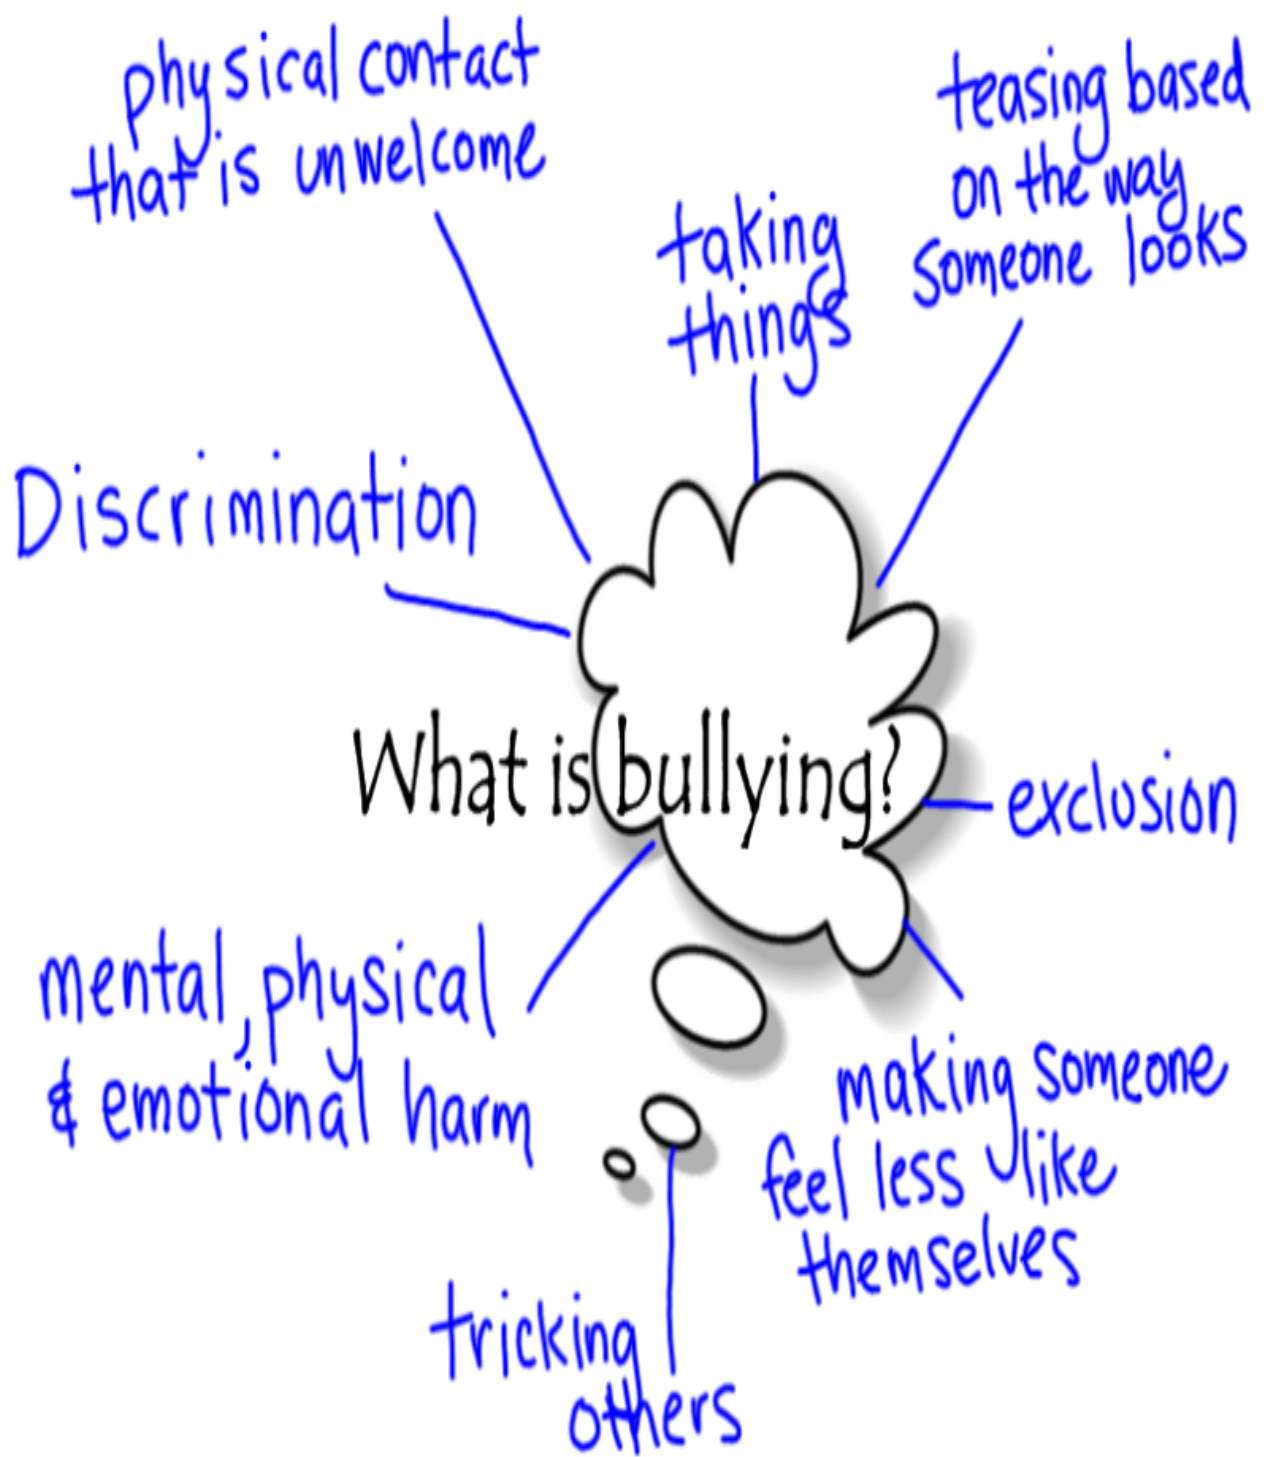 physical contact
that is unwelcome
teasing based
on the way
someone looks
taking
things
Discrimination
What is bullying?
exclusion
mental, physical
& emotional harm
making someone
feel less like
themselves
tricking
others